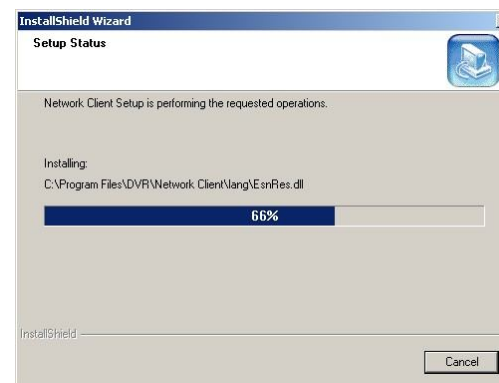 InstallShield Wizard
Setup Status
Network Client Setup is performing the requested operations.
Installing:
C:\Program Files\DVR\Network Client\lang\EsnRes.dll
66%
InstallShield
Cancel